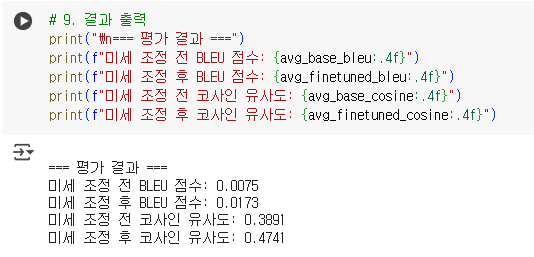 # 9. 결과 출력
print("₩n=== 평가 결과 ===")
print(f"미세 조정 전 BLEU 점수: {avg_base_bleu:.4f}")
print(f"미세 조정 후 BLEU 점수: {avg_finetuned_bleu:.4f}")
print(f"미세 조정 전 코사인 유사도: {avg_base_cosine:.4f}")
print(f"미세 조정 후 코사인 유사도: {avg_finetuned_cosine:.4f}")
=== 평가 결과 ===
미세 조정 전 BLEU 점수: 0.0075
미세 조정 후 BLEU 점수: 0.0173
미세 조정 전 코사인 유사도: 0.3891
미세 조정 후 코사인 유사도: 0.4741